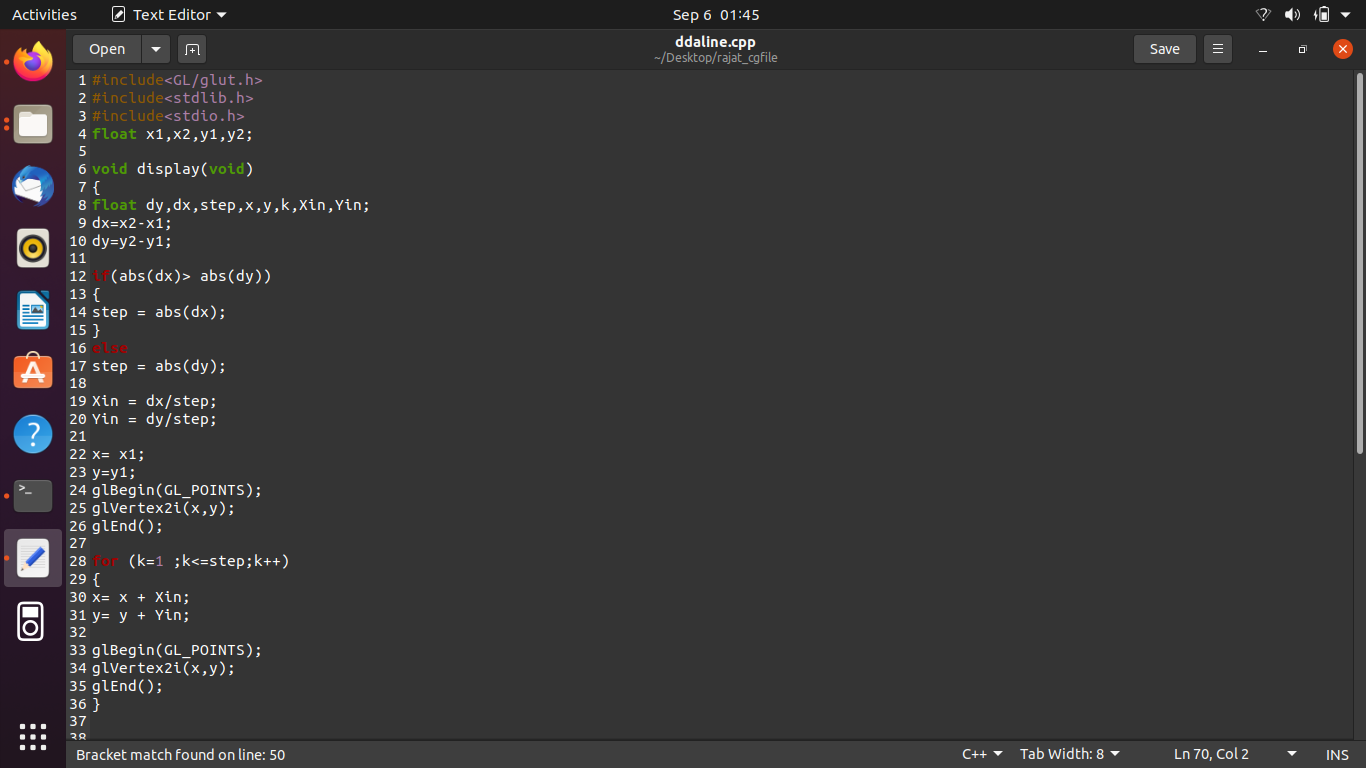 Activities Text Editor Sep 6 01:45
Open ddaline.cpp Save
~/Desktop/rajat_cgfile
1 #include<GL/glut.h>
2 #include<stdlib.h>
3 #include<stdio.h>
4 float x1,x2,y1,y2;
5
6 void display(void)
7 {
8 float dy,dx,step,x,y,k,Xin,Yin;
9 dx=x2-x1;
10 dy=y2-y1;
11
12 if(abs(dx)> abs(dy))
13 {
14 step = abs(dx);
15 }
16 else
17 step = abs(dy);
18
19 Xin = dx/step;
20 Yin = dy/step;
21
22 x= x1;
23 y=y1;
24 glBegin(GL_POINTS);
25 glVertex2i(x,y);
26 glEnd();
27
28 for (k=1 ;k<=step;k++)
29 {
30 x= x + Xin;
31 y= y + Yin;
32
33 glBegin(GL_POINTS);
34 glVertex2i(x,y);
35 glEnd();
36 }
37
38
Bracket match found on line: 50 C++ Tab Width: 8 Ln 70, Col 2 INS